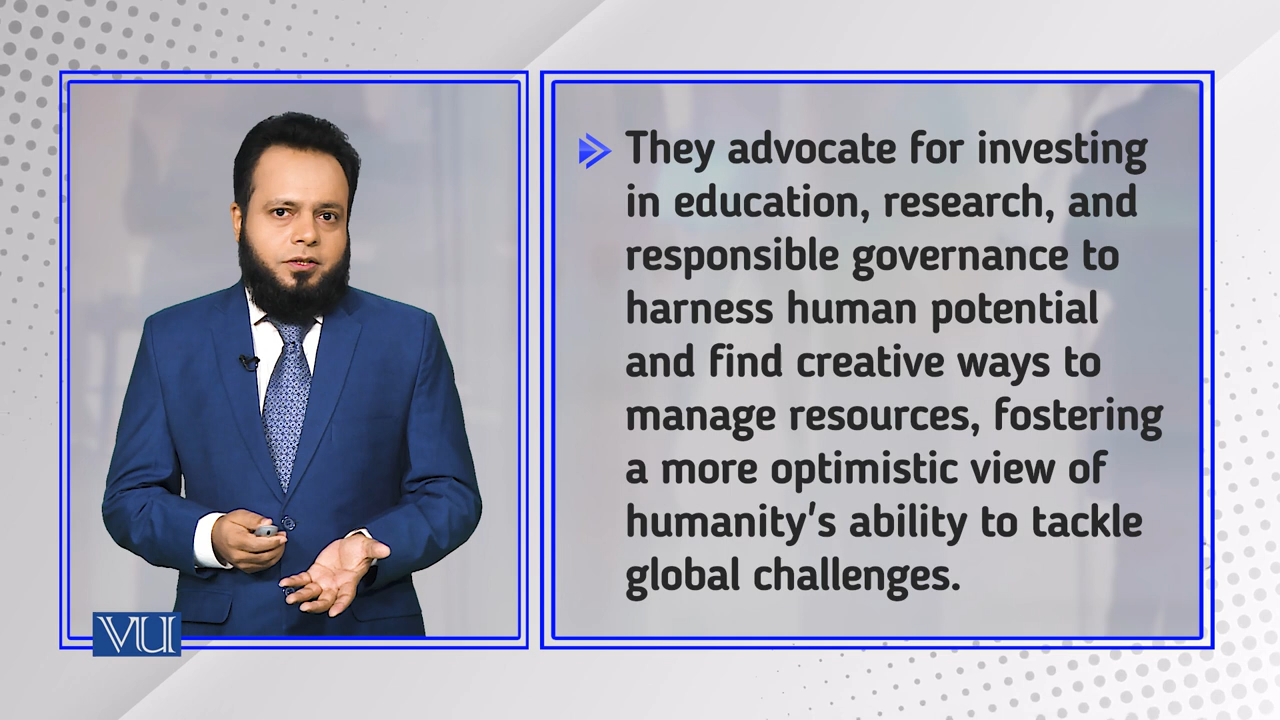 They advocate for investing
in education, research, and
responsible governance to
harness human potential
and find creative ways to
manage resources, fostering
a more optimistic view of
humanity's ability to tackle
global challenges.
VU